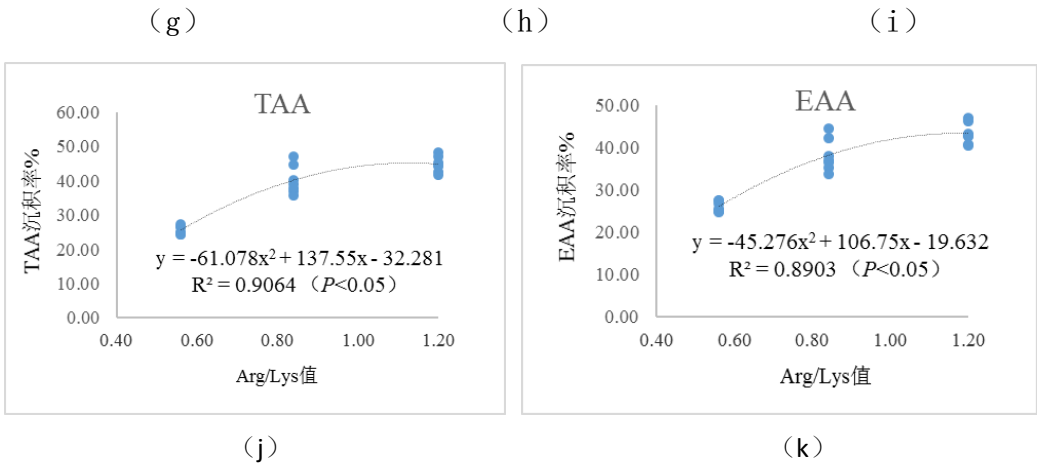 （g）
（h）
（i）
TAA
60.00
50.00
40.00
30.00
20.00
10.00
0.00
TAA沉积率%
y = -61.078x² + 137.55x - 32.281
R² = 0.9064 （P<0.05）
0.40 0.60 0.80 1.00 1.20
Arg/Lys值
EAA
50.00
40.00
30.00
20.00
10.00
0.00
EAA沉积率%
y = -45.276x² + 106.75x - 19.632
R² = 0.8903 （P<0.05）
0.40 0.60 0.80 1.00 1.20
Arg/Lys值
（j）
（k）